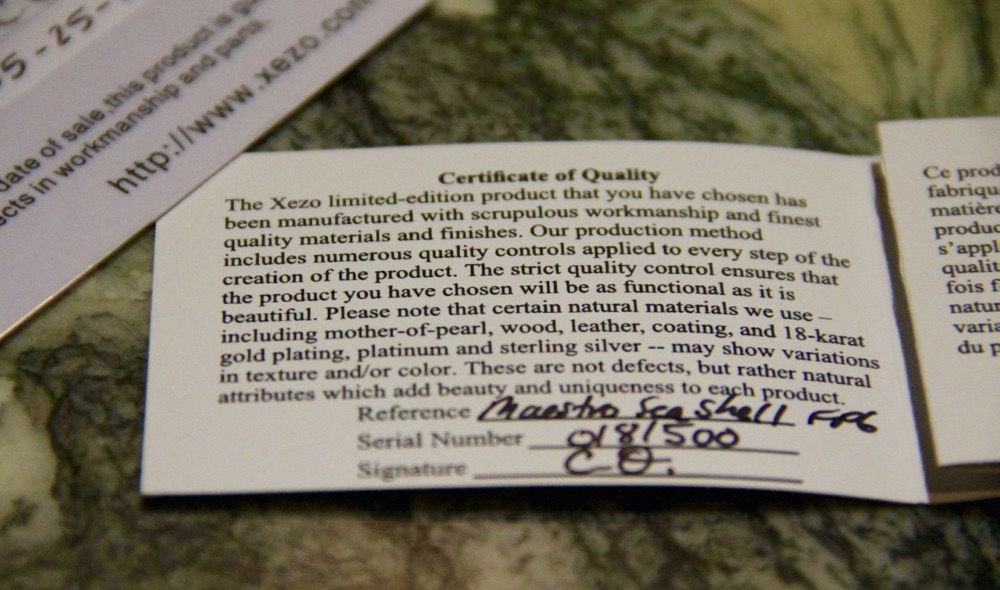 5-25-
date of sale, this product is
cts in workmanship and parts.
http://www.xezo.com
Certificate of Quality
The Xezo limited-edition product that you have chosen has
been manufactured with scrupulous workmanship and finest
quality materials and finishes. Our production method
includes numerous quality controls applied to every step of the
creation of the product. The strict quality control ensures that
the product you have chosen will be as functional as it is
beautiful. Please note that certain natural materials we use –
including mother-of-pearl, wood, leather, coating, and 18-karat
gold plating, platinum and sterling silver -- may show variations
in texture and/or color. These are not defects, but rather natural
attributes which add beauty and uniqueness to each product.
Reference Maestro Sea Shell FP6
Serial Number 018/500
Signature C O.
Ce prod
fabriqu
matière
produc
s'appl
qualit
fois f
natur
varia
du p